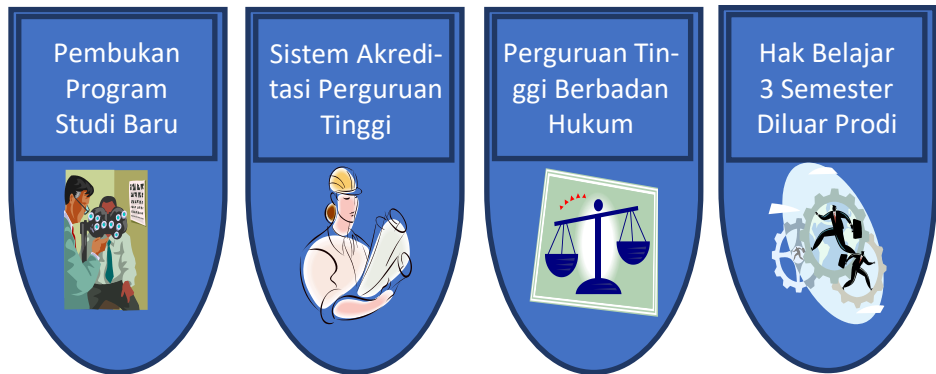 Pembukan
Program
Studi Baru
Sistem Akredi-
tasi Perguruan
Tinggi
Perguruan Tin-
ggi Berbadan
Hukum
Hak Belajar
3 Semester
Diluar Prodi